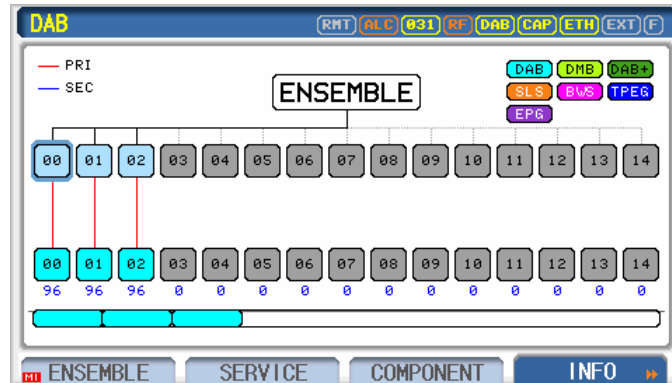 DAB RMT ALC 031 RF DAB CAP ETH EXT F
PRI
SEC
ENSEMBLE
DAB DMB DAB+
SLS BWS TPEG
EPG
00 01 02 03 04 05 06 07 08 09 10 11 12 13 14
00 01 02 03 04 05 06 07 08 09 10 11 12 13 14
96 96 96 0 0 0 0 0 0 0 0 0 0 0 0
MI ENSEMBLE SERVICE COMPONENT INFO